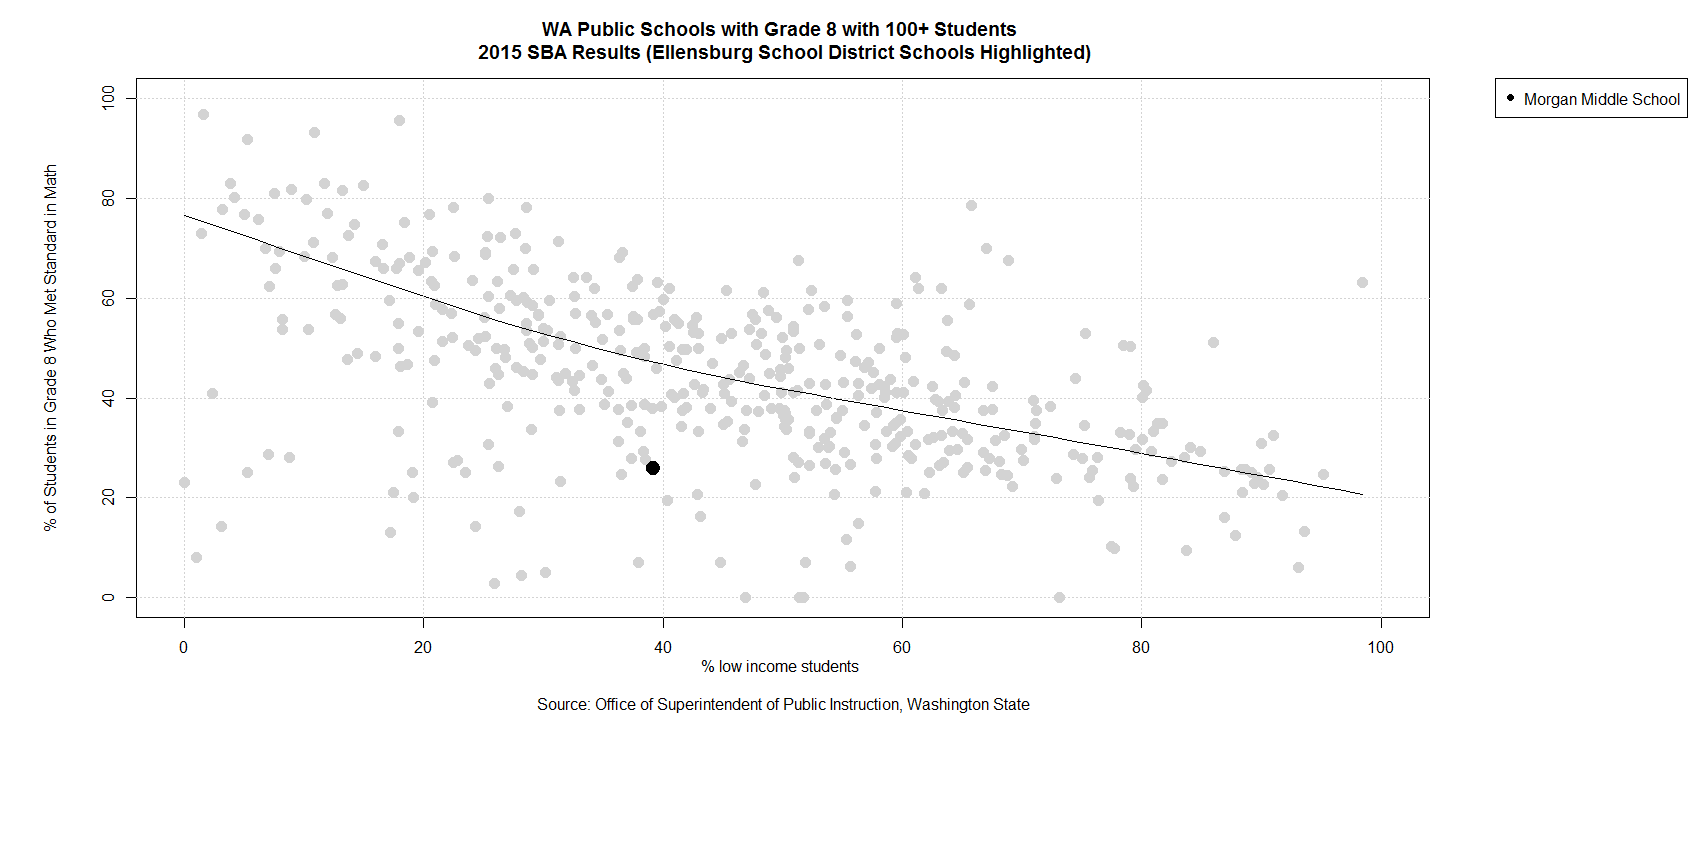 WA Public Schools with Grade 8 with 100+ Students
2015 SBA Results (Ellensburg School District Schools Highlighted)
Morgan Middle School
% of Students in Grade 8 Who Met Standard in Math
100
80
60
40
20
0
0 20 40 60 80 100
% low income students
Source: Office of Superintendent of Public Instruction, Washington State